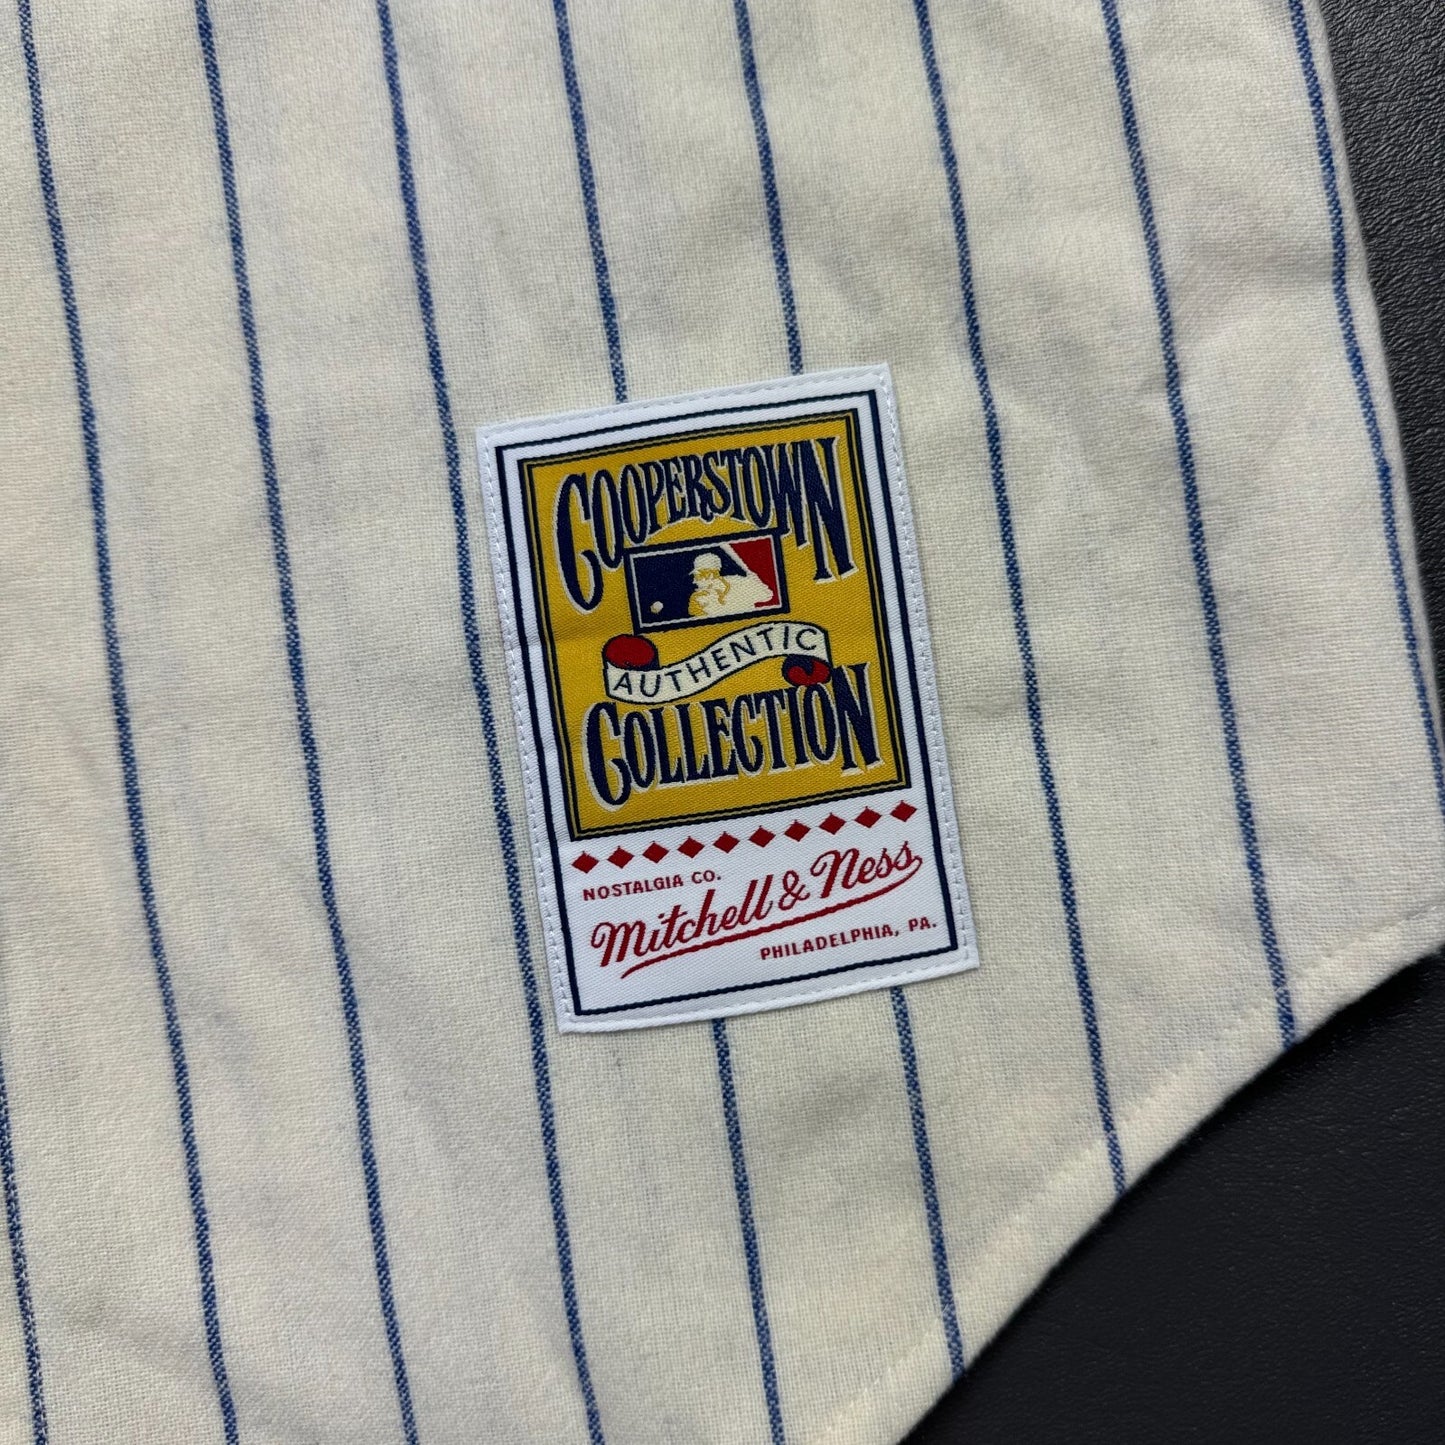 COOPERSTOWN
AUTHENTIC
COLLECTION
NOSTALGIA CO.
Mitchell & Ness
PHILADELPHIA, PA.